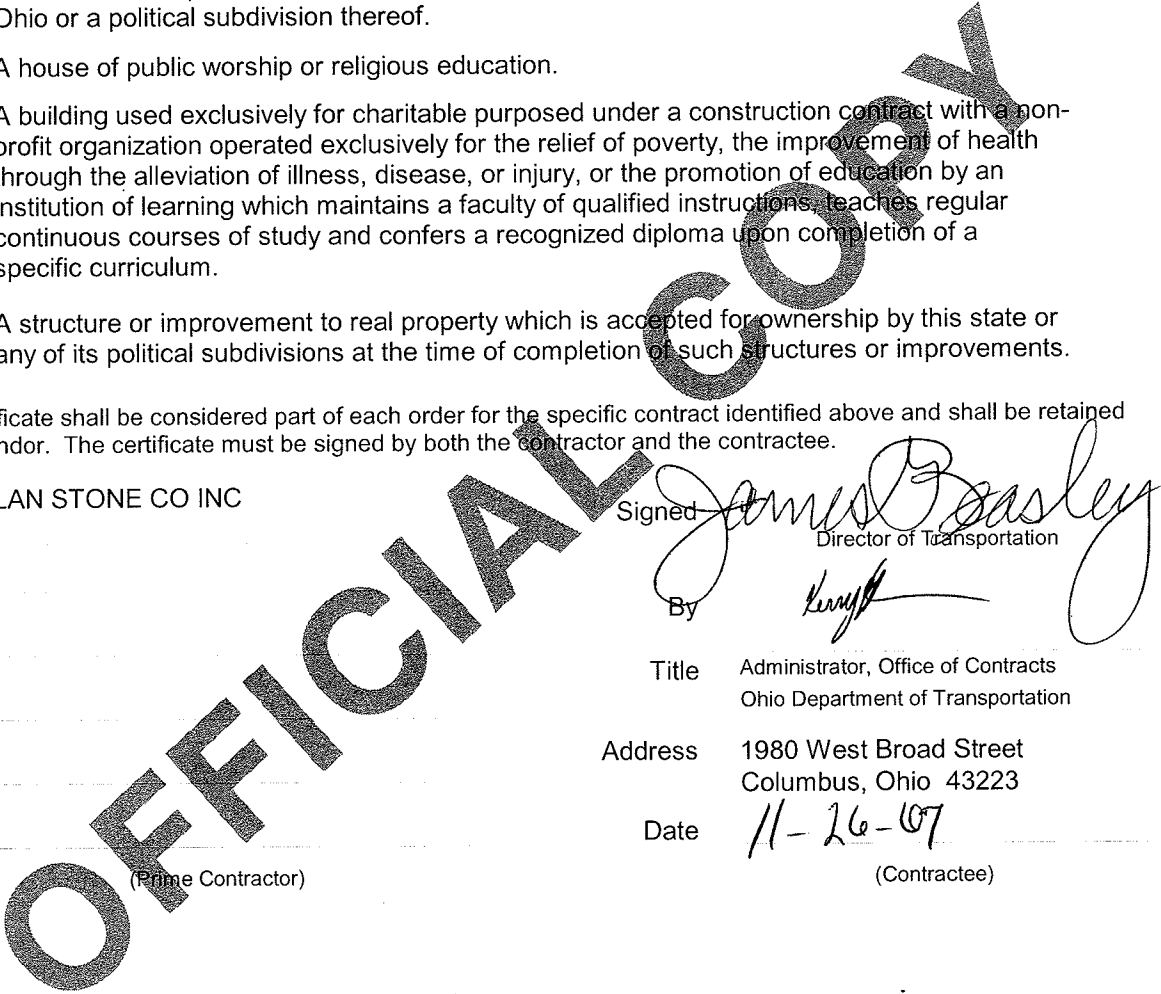 Ohio or a political subdivision thereof.
A house of public worship or religious education.
A building used exclusively for charitable purposed under a construction contract with a non-
profit organization operated exclusively for the relief of poverty, the improvement of health
through the alleviation of illness, disease, or injury, or the promotion of education by an
institution of learning which maintains a faculty of qualified instructions, teaches regular
continuous courses of study and confers a recognized diploma upon completion of a
specific curriculum.
A structure or improvement to real property which is accepted for ownership by this state or
any of its political subdivisions at the time of completion of such structures or improvements.
ficate shall be considered part of each order for the specific contract identified above and shall be retained
ndor. The certificate must be signed by both the contractor and the contractee.
LAN STONE CO INC
Signed James Beasley
Director of Transportation
By Kerry
Title Administrator, Office of Contracts
Ohio Department of Transportation
Address 1980 West Broad Street
Columbus, Ohio 43223
Date 11-26-07
(Prime Contractor)
(Contractee)
OFFICIAL COPY